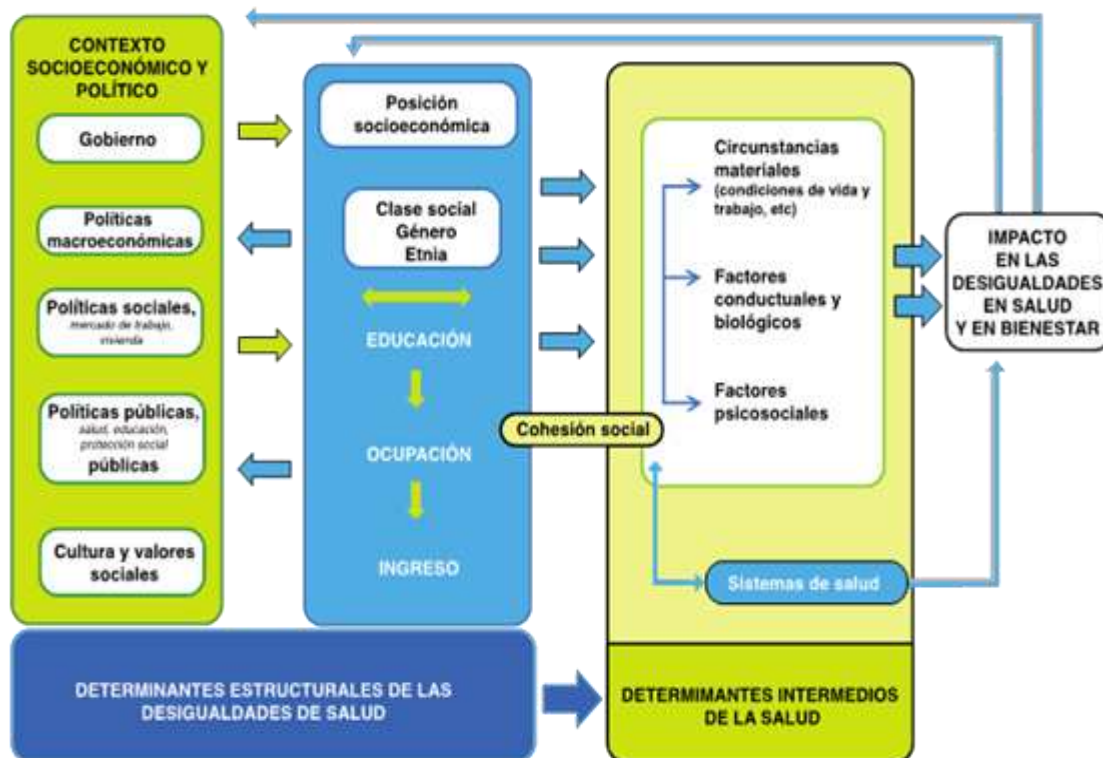 CONTEXTO
SOCIOECONÓMICO Y
POLÍTICO
Gobierno
Políticas
macroeconómicas
Políticas sociales,
mercado de trabajo,
vivienda
Políticas públicas,
salud, educación,
protección social
públicas
Cultura y valores
sociales
Posición
socioeconómica
Clase social
Género
Etnia
EDUCACIÓN
OCUPACIÓN
INGRESO
Cohesión social
Circunstancias
materiales
(condiciones de vida y
trabajo, etc)
Factores
conductuales y
biológicos
Factores
psicosociales
Sistemas de salud
IMPACTO
EN LAS
DESIGUALDADES
EN SALUD
Y EN BIENESTAR
DETERMINANTES ESTRUCTURALES DE LAS
DESIGUALDADES DE SALUD
DETERMIMANTES INTERMEDIOS
DE LA SALUD